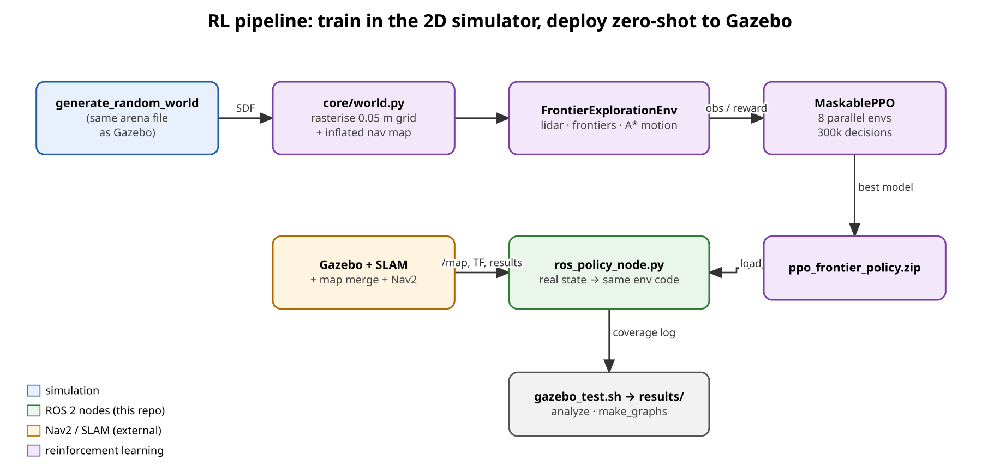 RL pipeline: train in the 2D simulator, deploy zero-shot to Gazebo
generate_random_world
(same arena file
as Gazebo)
SDF
core/world.py
rasterise 0.05 m grid
+ inflated nav map
FrontierExplorationEnv
lidar · frontiers · A* motion
obs / reward
MaskablePPO
8 parallel envs
300k decisions
best model
Gazebo + SLAM
+ map merge + Nav2
/map, TF, results
ros_policy_node.py
real state → same env code
load
ppo_frontier_policy.zip
coverage log
gazebo_test.sh → results/
analyze · make_graphs
simulation
ROS 2 nodes (this repo)
Nav2 / SLAM (external)
reinforcement learning